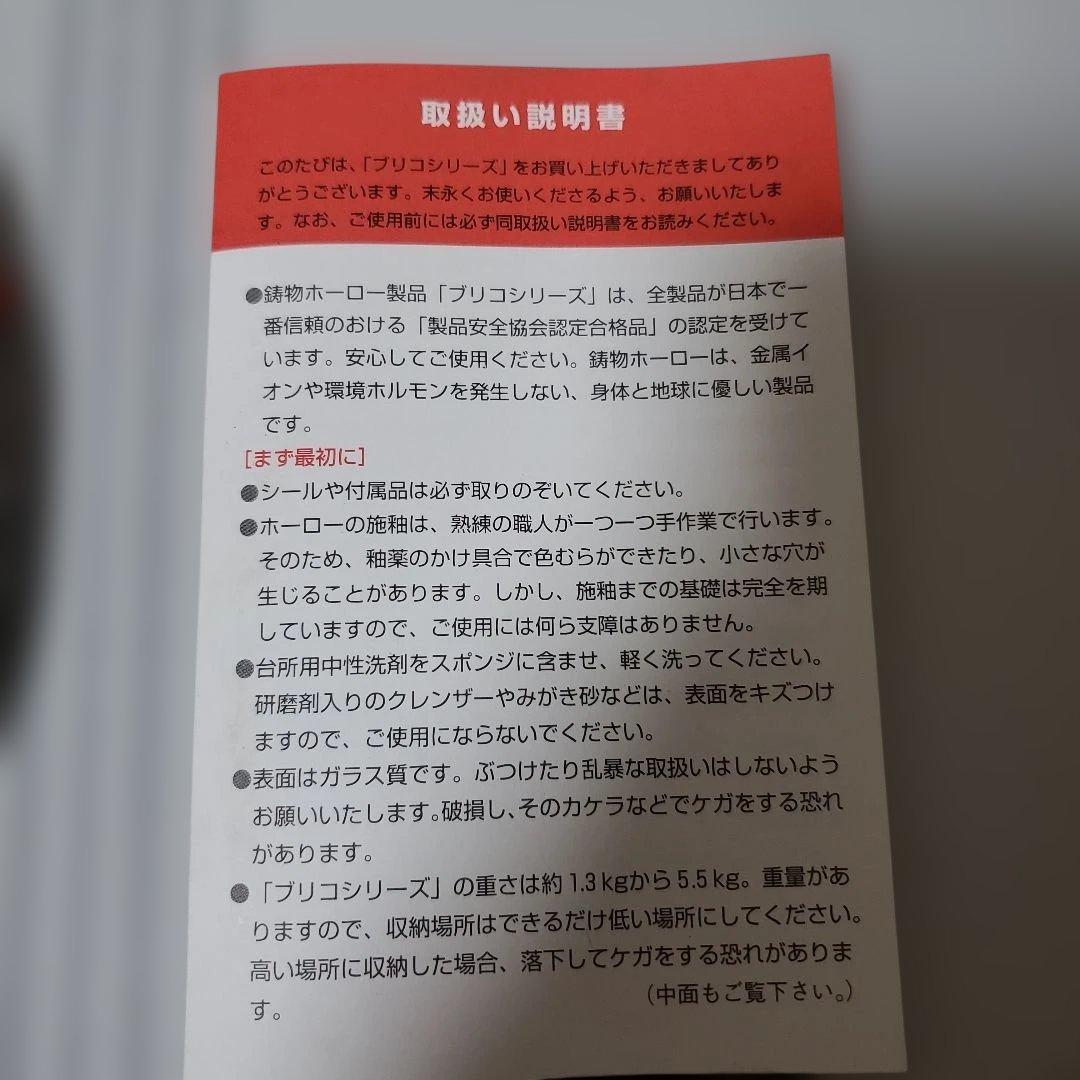 取扱い説明書
このたびは、「ブリコシリーズ」をお買い上げいただきましてあり
がとうございます。末永くお使いくださるよう、お願いいたしま
す。なお、ご使用前には必ず同取扱い説明書をお読みください。
●鋳物ホーロー製品「ブリコシリーズ」は、全製品が日本で一
番信頼のおける「製品安全協会認定合格品」の認定を受けて
います。安心してご使用ください。鋳物ホーローは、金属イ
オンや環境ホルモンを発生しない、身体と地球に優しい製品
です。
[まず最初に]
●シールや付属品は必ず取りのぞいてください。
●ホーローの施釉は、熟練の職人が一つ一つ手作業で行います。
そのため、釉薬のかけ具合で色むらができたり、小さな穴が
生じることがあります。しかし、施釉までの基礎は完全を期
していますので、ご使用には何ら支障はありません。
●台所用中性洗剤をスポンジに含ませ、軽く洗ってください。
研磨剤入りのクレンザーやみがき砂などは、表面をキズつけ
ますので、ご使用にならないでください。
●表面はガラス質です。ぶつけたり乱暴な取扱いはしないよう
お願いいたします。破損し、そのカケラなどでケガをする恐れ
があります。
●「ブリコシリーズ」の重さは約1.3kgから5.5kg。重量があ
りますので、収納場所はできるだけ低い場所にしてください。
高い場所に収納した場合、落下してケガをする恐れがありま
す。
（中面もご覧下さい。）